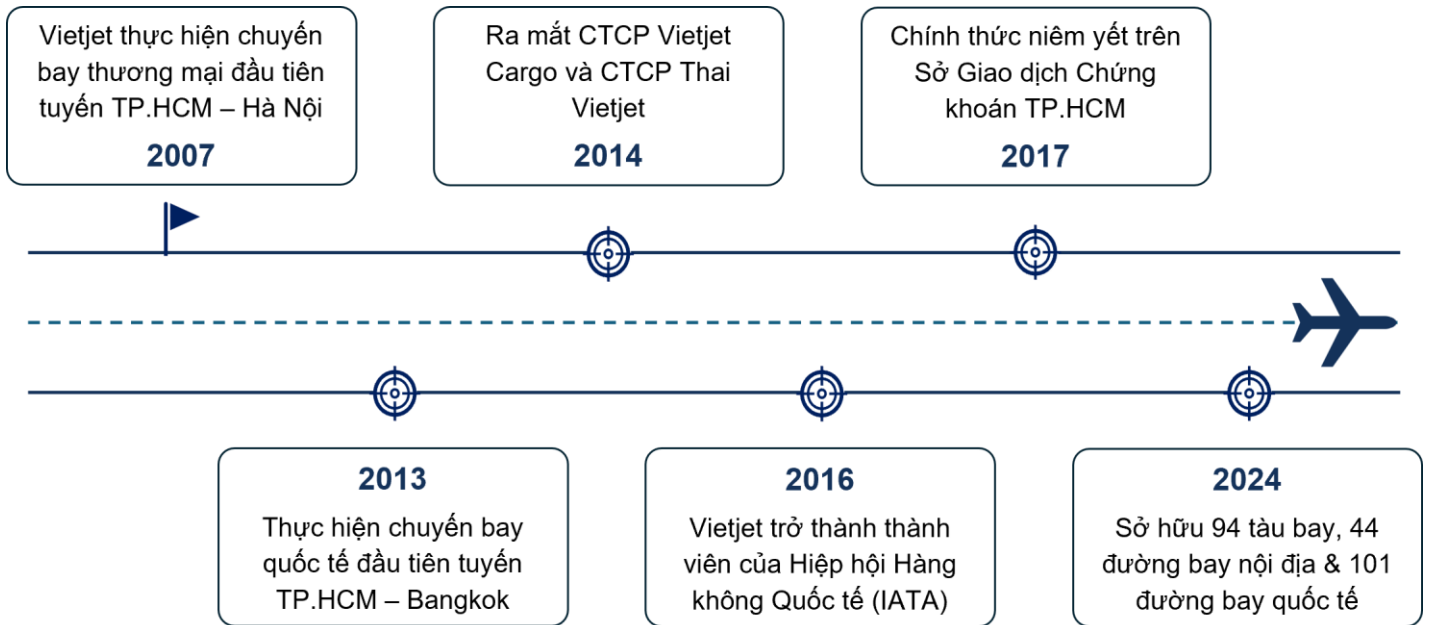 Vietjet thực hiện chuyến
bay thương mại đầu tiên
tuyến TP.HCM – Hà Nội
2007
Ra mắt CTCP Vietjet
Cargo và CTCP Thai
Vietjet
2014
Chính thức niêm yết trên
Sở Giao dịch Chứng
khoán TP.HCM
2017
2013
Thực hiện chuyến bay
quốc tế đầu tiên tuyến
TP.HCM – Bangkok
2016
Vietjet trở thành thành
viên của Hiệp hội Hàng
không Quốc tế (IATA)
2024
Sở hữu 94 tàu bay, 44
đường bay nội địa & 101
đường bay quốc tế